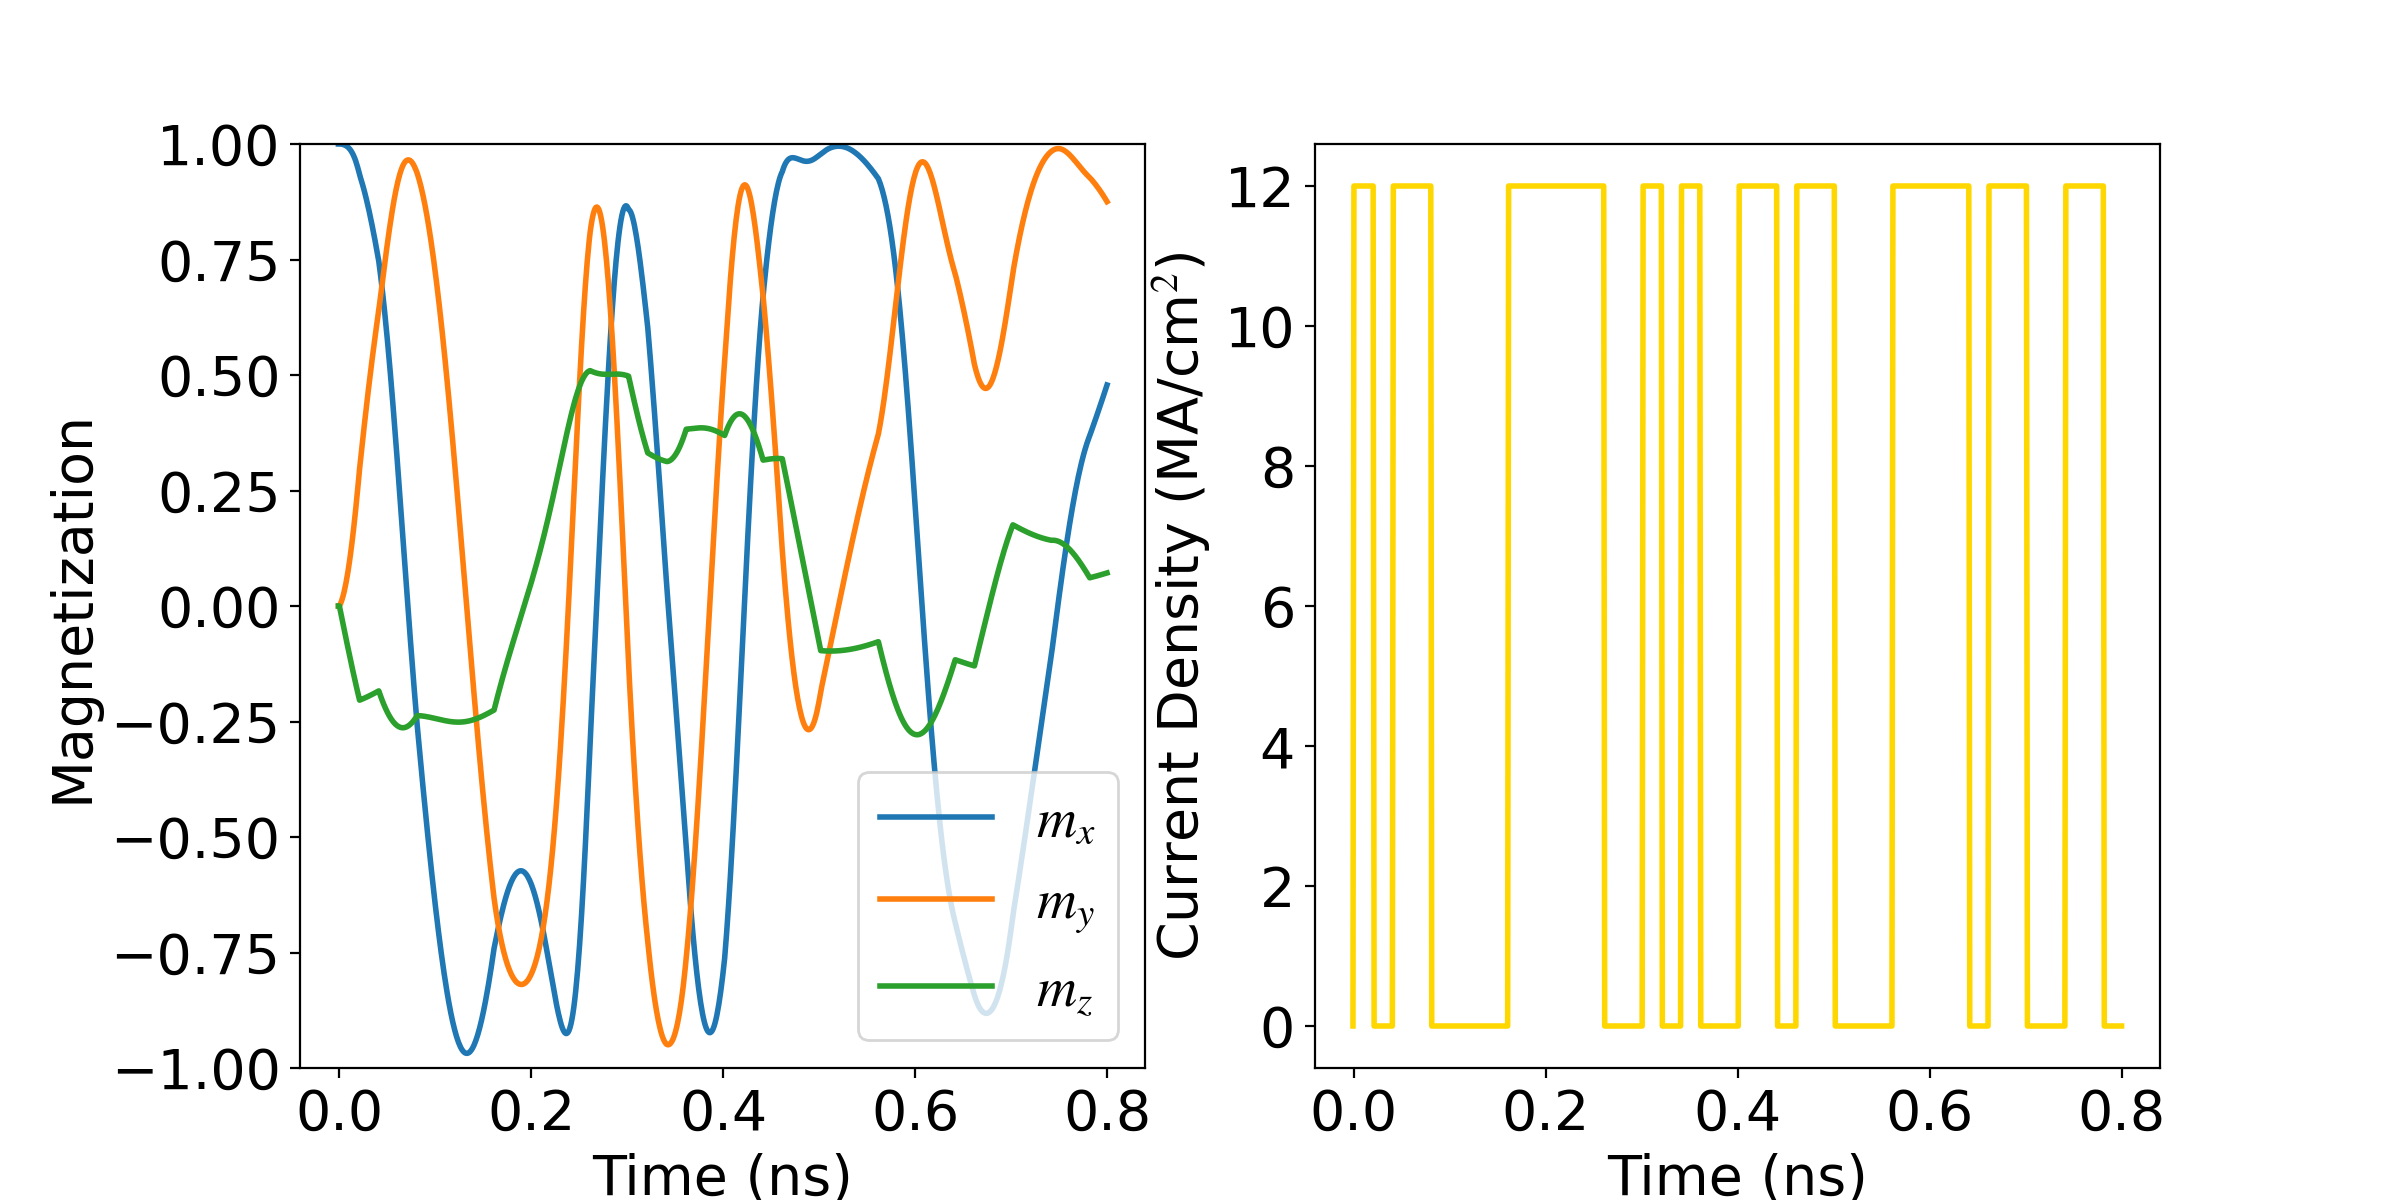 1.00
0.75
0.50
0.25
0.00
−0.25
−0.50
−0.75
−1.00
Magnetization
0.0 0.2 0.4 0.6 0.8
Time (ns)
m_x
m_y
m_z
12
10
8
6
4
2
0
Current Density (MA/cm²)
0.0 0.2 0.4 0.6 0.8
Time (ns)